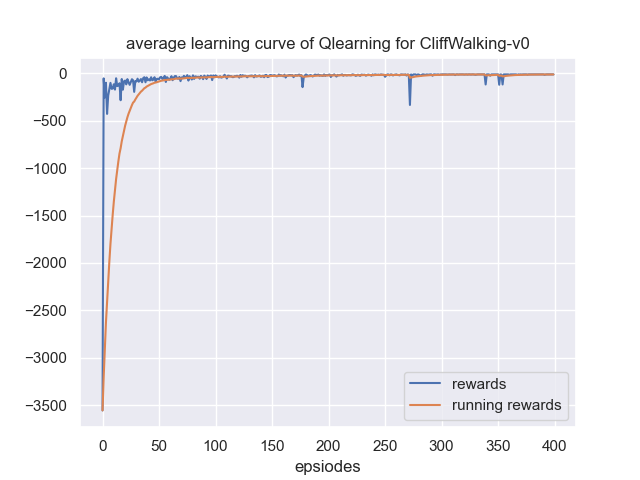 average learning curve of Qlearning for CliffWalking-v0
0
−500
−1000
−1500
−2000
−2500
−3000
−3500
0 50 100 150 200 250 300 350 400
epsiodes
rewards
running rewards